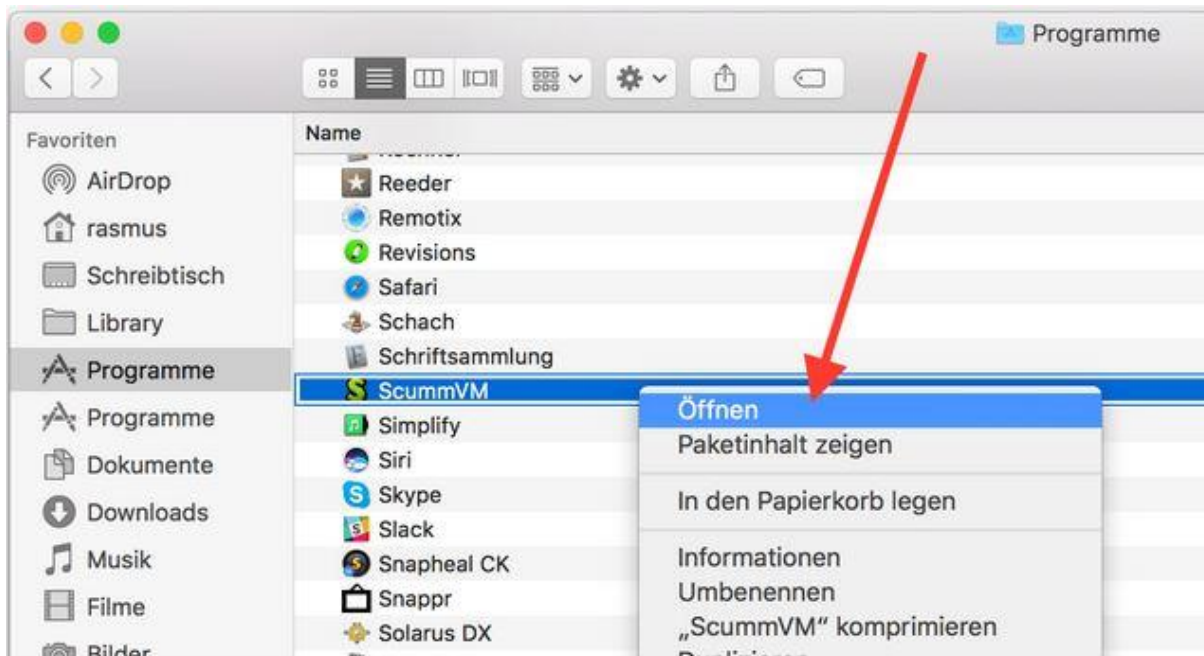 Programme
Favoriten
AirDrop
rasmus
Schreibtisch
Library
Programme
Programme
Dokumente
Downloads
Musik
Filme
Bilder
Name
Reeder
Remotix
Revisions
Safari
Schach
Schriftsammlung
ScummVM
Simplify
Siri
Skype
Slack
Snapheal CK
Snappr
Solarus DX
Öffnen
Paketinhalt zeigen
In den Papierkorb legen
Informationen
Umbenennen
„ScummVM“ komprimieren